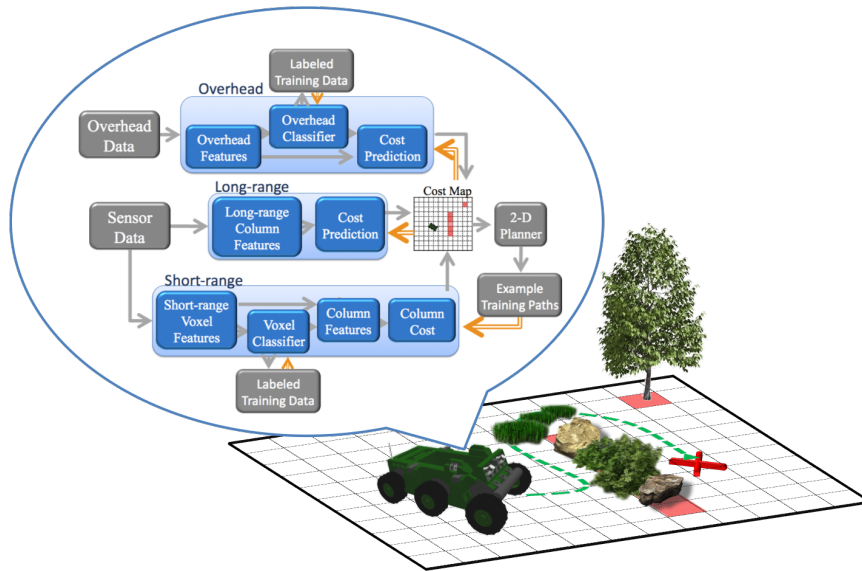 Labeled
Training Data
Overhead
Overhead
Data
Overhead
Features
Overhead
Classifier
Cost
Prediction
Long-range
Cost Map
Sensor
Data
Long-range
Column
Features
Cost
Prediction
2-D
Planner
Short-range
Short-range
Voxel
Features
Voxel
Classifier
Column
Features
Column
Cost
Example
Training Paths
Labeled
Training Data